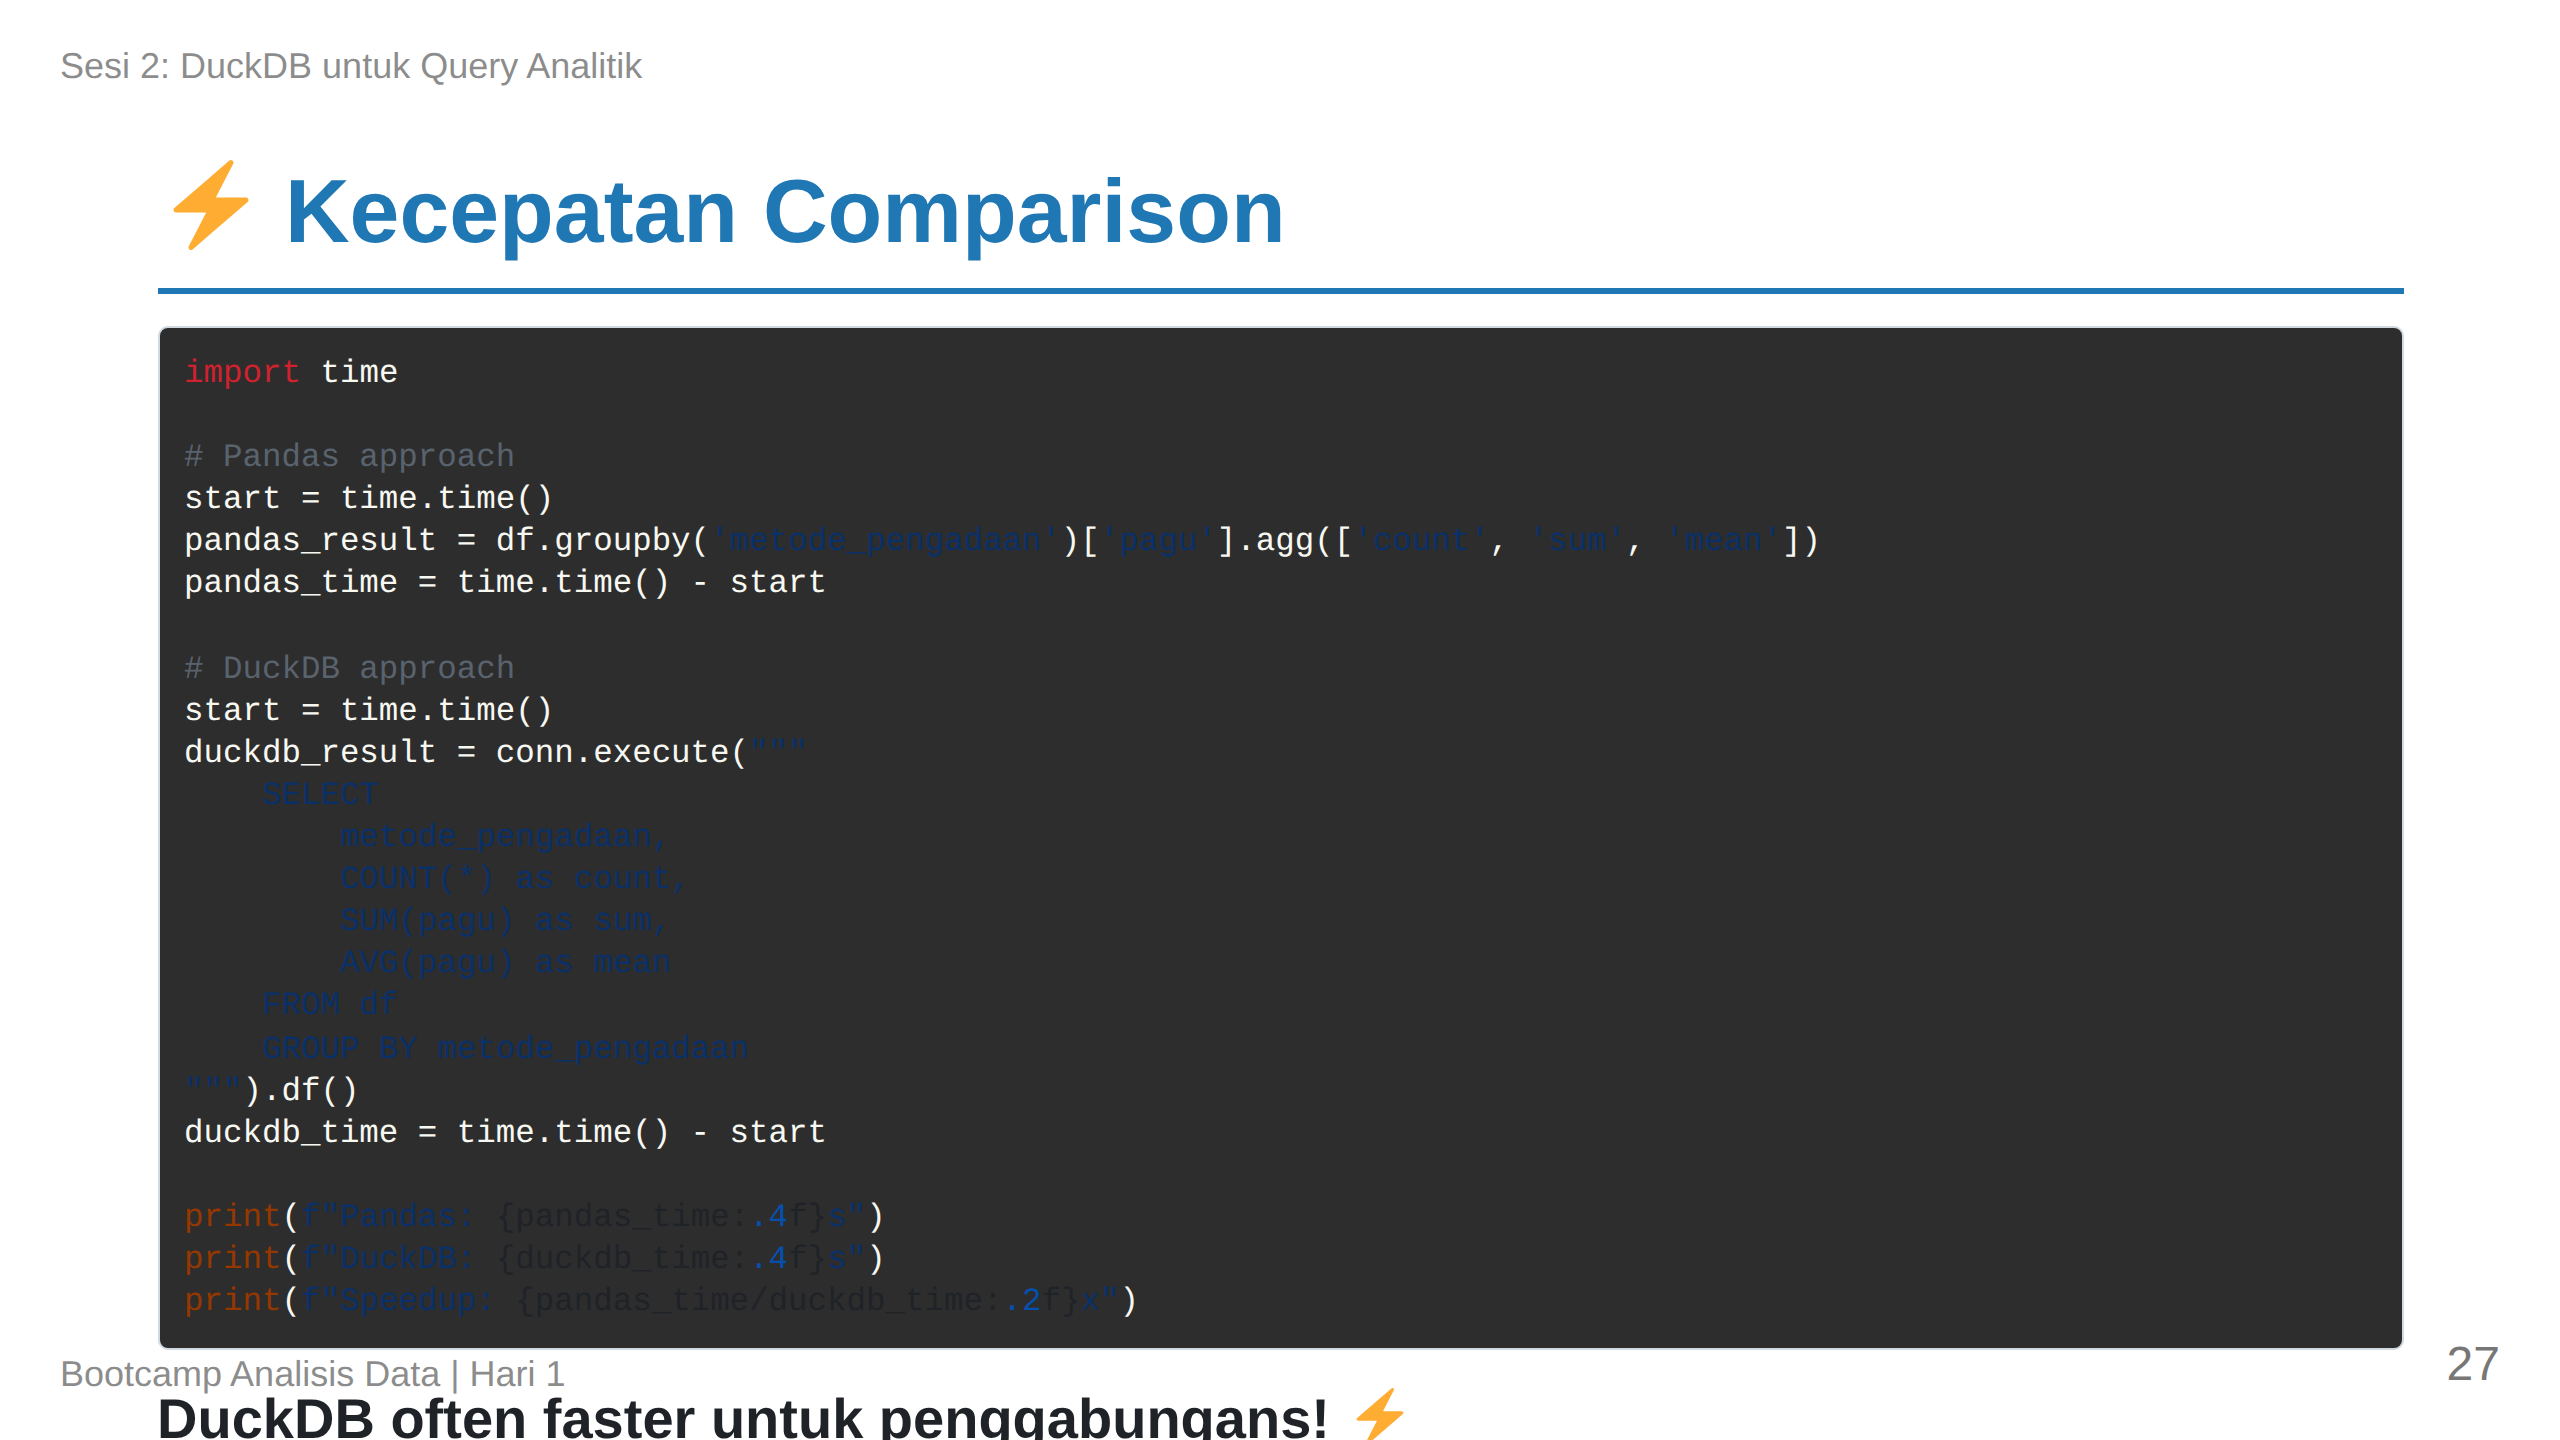 Sesi 2: DuckDB untuk Query Analitik
⚡ Kecepatan Comparison
import time
# Pandas approach
start = time.time()
pandas_result = df.groupby('metode_pengadaan')['pagu'].agg(['count', 'sum', 'mean'])
pandas_time = time.time() - start
# DuckDB approach
start = time.time()
duckdb_result = conn.execute("""
    SELECT
        metode_pengadaan,
        COUNT(*) as count,
        SUM(pagu) as sum,
        AVG(pagu) as mean
    FROM df
    GROUP BY metode_pengadaan
""").df()
duckdb_time = time.time() - start
print(f"Pandas: {pandas_time:.4f}s")
print(f"DuckDB: {duckdb_time:.4f}s")
print(f"Speedup: {pandas_time/duckdb_time:.2f}x")
Bootcamp Analisis Data | Hari 1
27
DuckDB often faster untuk penggabungans! ⚡